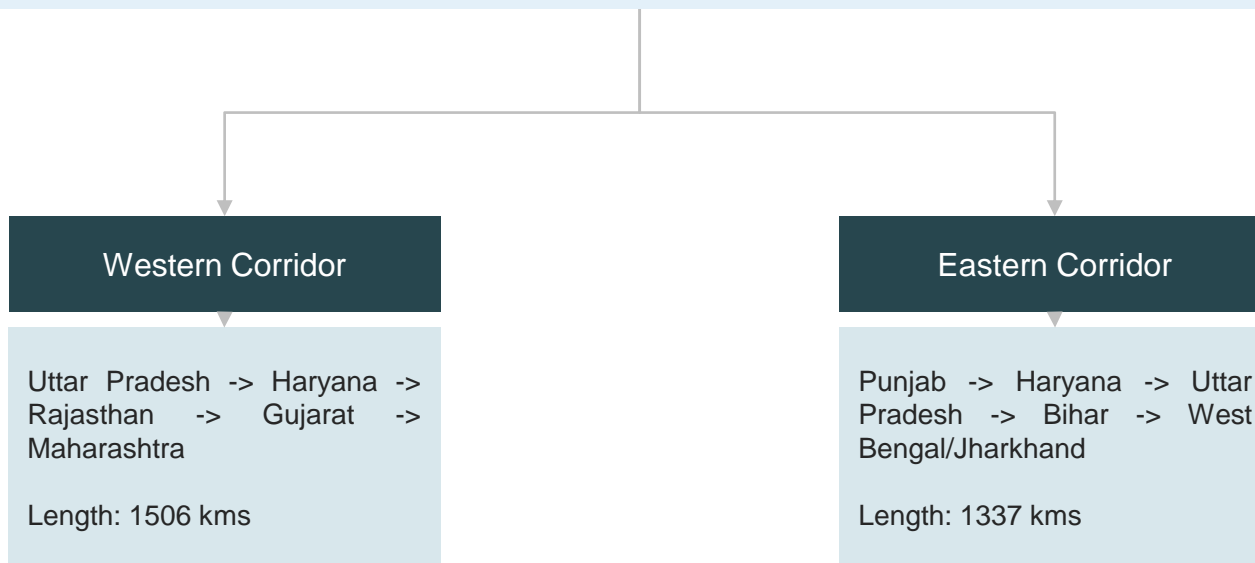 Western Corridor
Uttar Pradesh -> Haryana ->
Rajasthan -> Gujarat ->
Maharashtra
Length: 1506 kms
Eastern Corridor
Punjab -> Haryana -> Uttar
Pradesh -> Bihar -> West
Bengal/Jharkhand
Length: 1337 kms